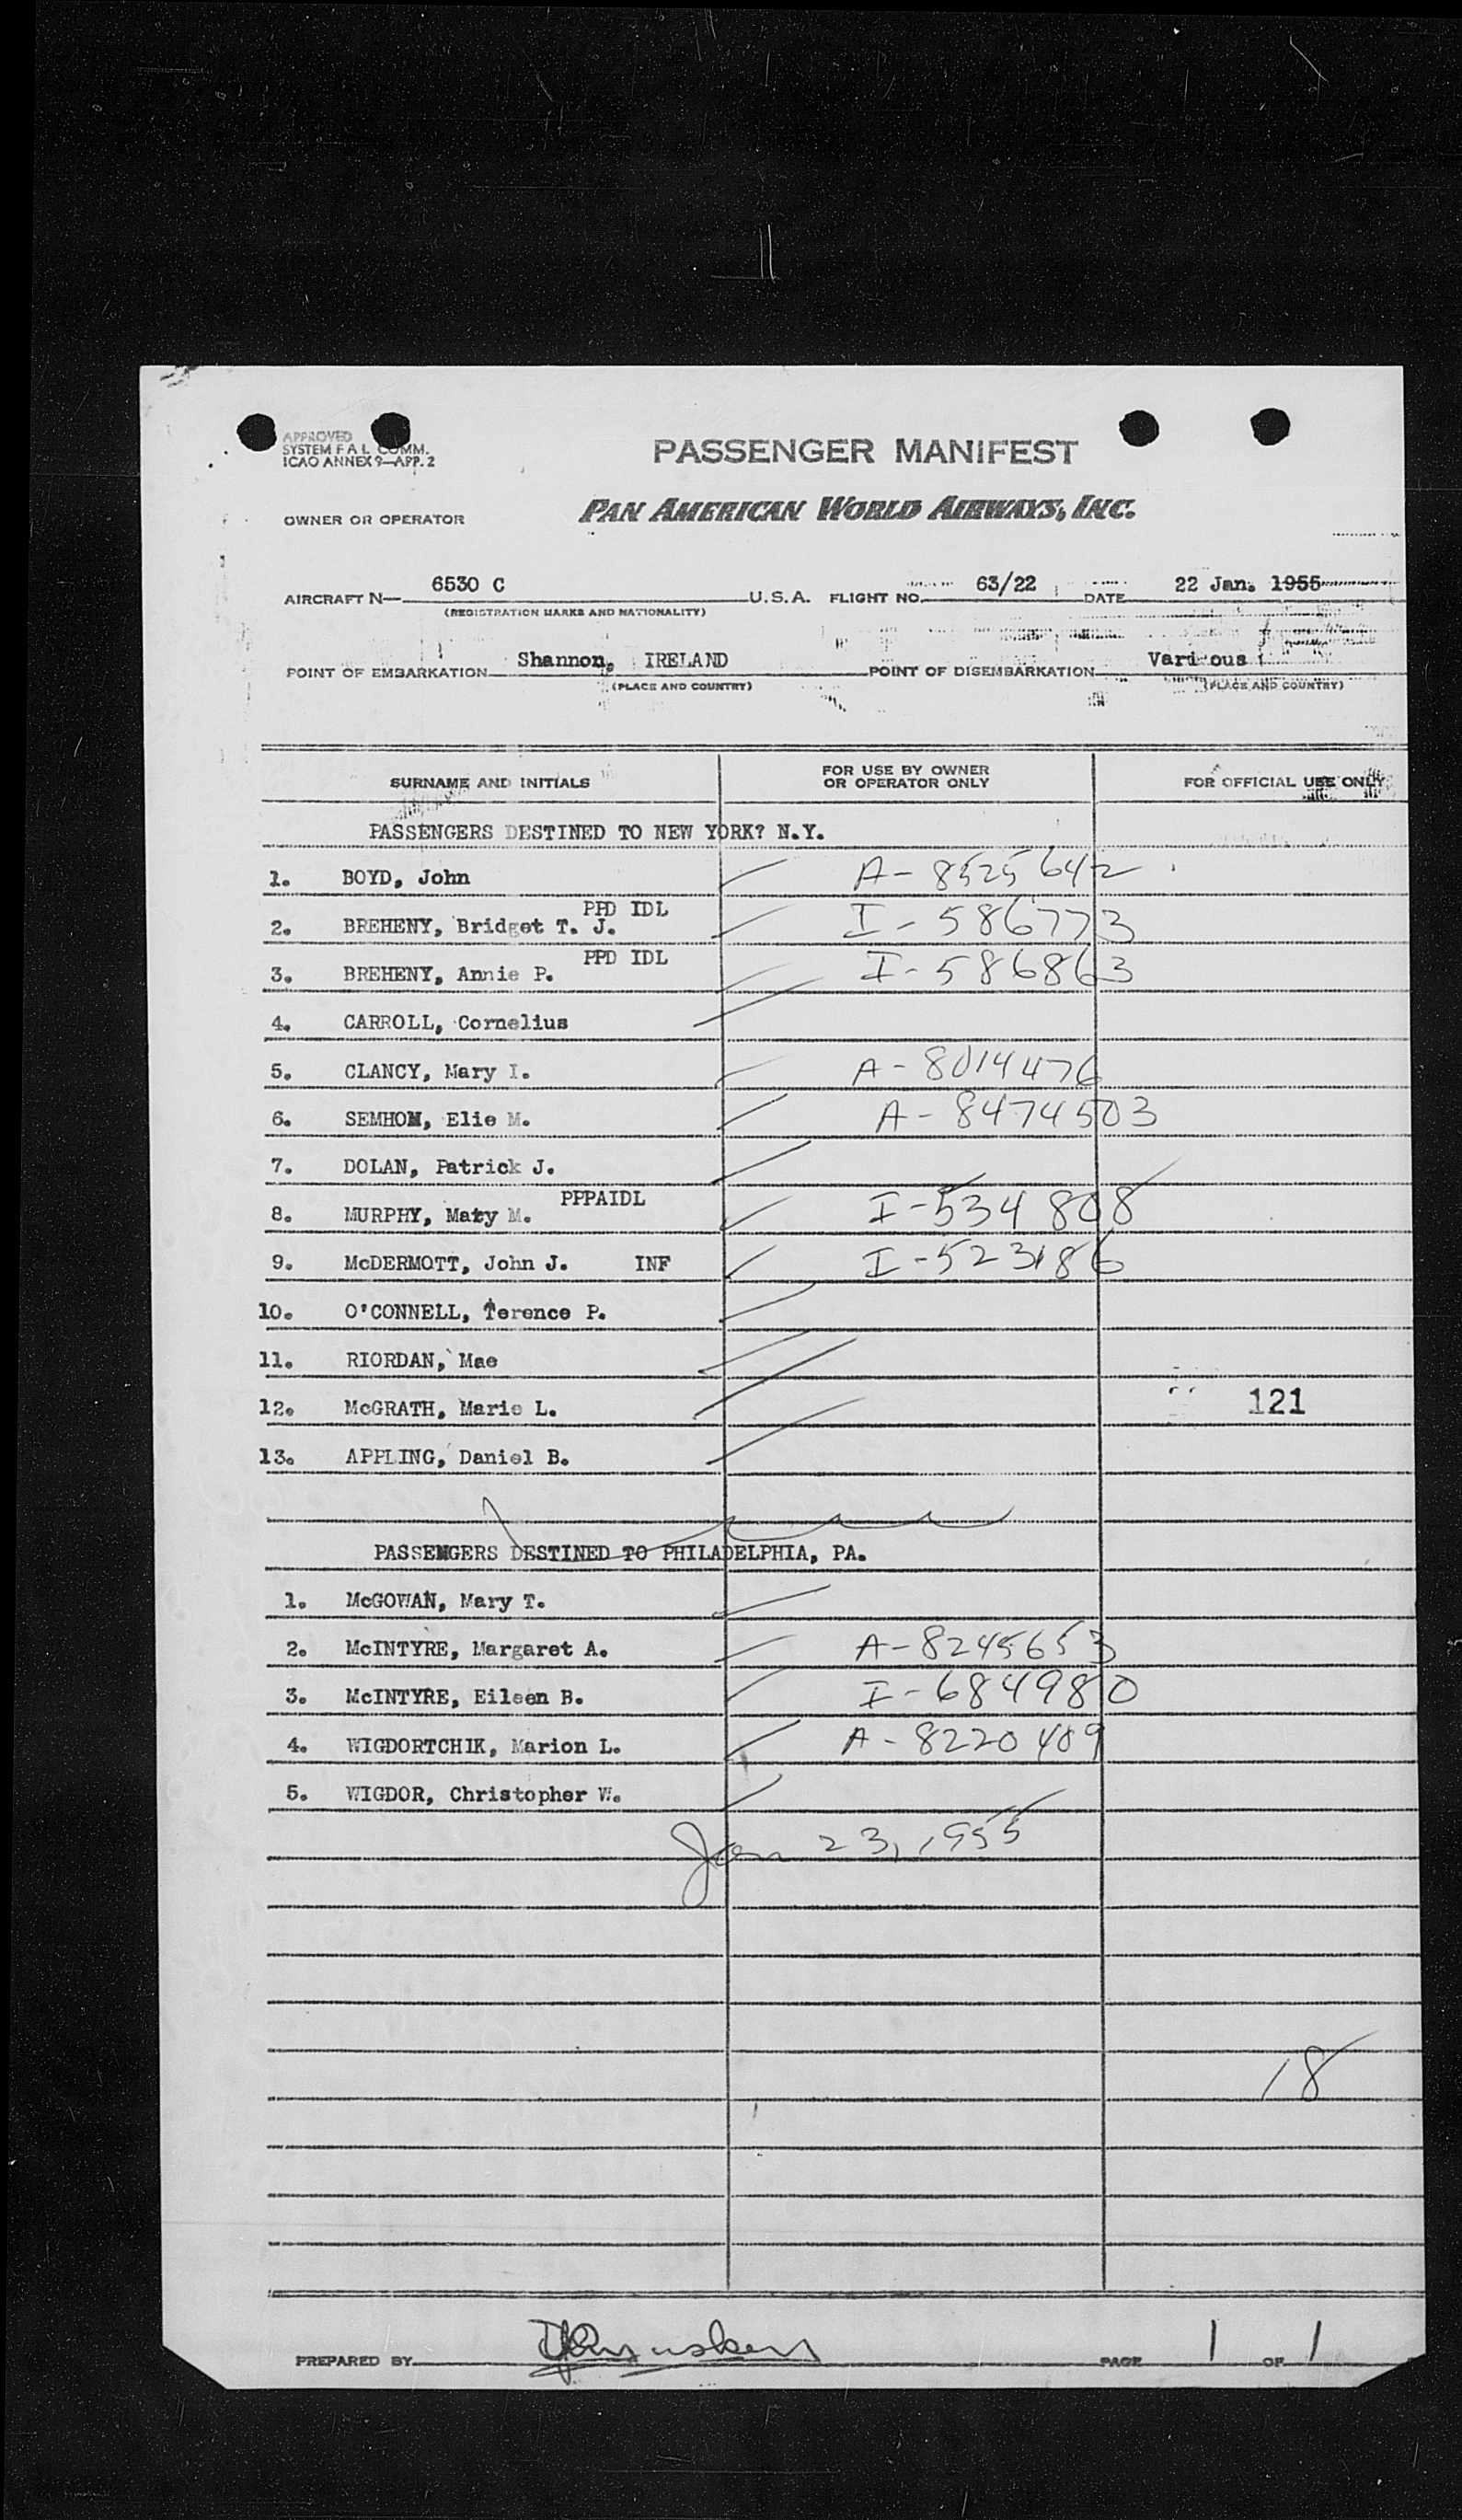 APPROVED
SYSTEM F A L COMM.
ICAO ANNEX 9—APP. 2
PASSENGER MANIFEST
OWNER OR OPERATOR PAN AMERICAN WORLD AIRWAYS, INC.
AIRCRAFT N— 6530 C U.S.A. FLIGHT NO. 63/22 DATE 22 Jan. 1955
(REGISTRATION MARKS AND NATIONALITY)
POINT OF EMBARKATION Shannon, IRELAND POINT OF DISEMBARKATION Various
(PLACE AND COUNTRY) (PLACE AND COUNTRY)
SURNAME AND INITIALS FOR USE BY OWNER OR OPERATOR ONLY FOR OFFICIAL USE ONLY
PASSENGERS DESTINED TO NEW YORK? N.Y.
1. BOYD, John A-8525642
2. BREHENY, Bridget T. J. PPD IDL I-586773
3. BREHENY, Annie P. PPD IDL I-586863
4. CARROLL, Cornelius
5. CLANCY, Mary I. A-8014476
6. SEMHOM, Elie M. A-8474503
7. DOLAN, Patrick J.
8. MURPHY, Mary M. PPPAIDL I-534808
9. McDERMOTT, John J. INF I-523186
10. O'CONNELL, Terence P.
11. RIORDAN, Mae
12. McGRATH, Marie L. 121
13. APPLING, Daniel B.
PASSENGERS DESTINED TO PHILADELPHIA, PA.
1. McGOWAN, Mary T.
2. McINTYRE, Margaret A. A-8245653
3. McINTYRE, Eileen B. I-684980
4. WIGDORTCHIK, Marion L. A-8220409
5. WIGDOR, Christopher W.
Jan 23, 1955
18
PREPARED BY PAGE 1 OF 1